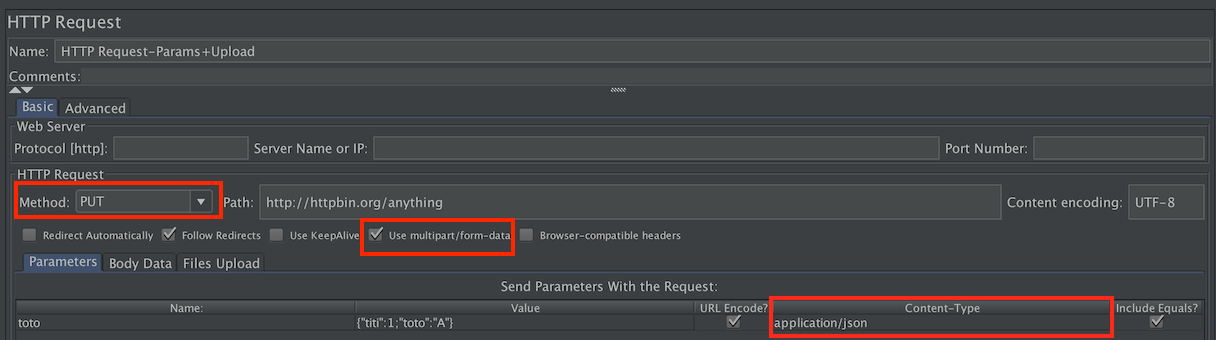 HTTP Request
Name: HTTP Request-Params+Upload
Comments:
Basic Advanced
Web Server
Protocol [http]: Server Name or IP: Port Number:
HTTP Request
Method: PUT Path: http://httpbin.org/anything Content encoding: UTF-8
Redirect Automatically Follow Redirects Use KeepAlive Use multipart/form-data Browser-compatible headers
Parameters Body Data Files Upload
Send Parameters With the Request:
Name: Value URL Encode? Content-Type Include Equals?
toto {"titi":1;"toto":"A"} application/json